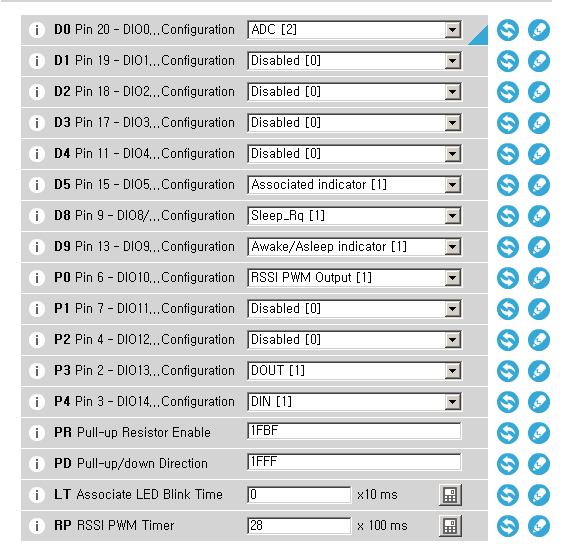 i D0 Pin 20 - DIO0...Configuration ADC [2]
i D1 Pin 19 - DIO1...Configuration Disabled [0]
i D2 Pin 18 - DIO2...Configuration Disabled [0]
i D3 Pin 17 - DIO3...Configuration Disabled [0]
i D4 Pin 11 - DIO4...Configuration Disabled [0]
i D5 Pin 15 - DIO5...Configuration Associated indicator [1]
i D8 Pin 9 - DIO8/...Configuration Sleep_Rq [1]
i D9 Pin 13 - DIO9...Configuration Awake/Asleep indicator [1]
i P0 Pin 6 - DIO10...Configuration RSSI PWM Output [1]
i P1 Pin 7 - DIO11...Configuration Disabled [0]
i P2 Pin 4 - DIO12...Configuration Disabled [0]
i P3 Pin 2 - DIO13...Configuration DOUT [1]
i P4 Pin 3 - DIO14...Configuration DIN [1]
i PR Pull-up Resistor Enable 1FBF
i PD Pull-up/down Direction 1FFF
i LT Associate LED Blink Time 0 x10 ms
i RP RSSI PWM Timer 28 x 100 ms